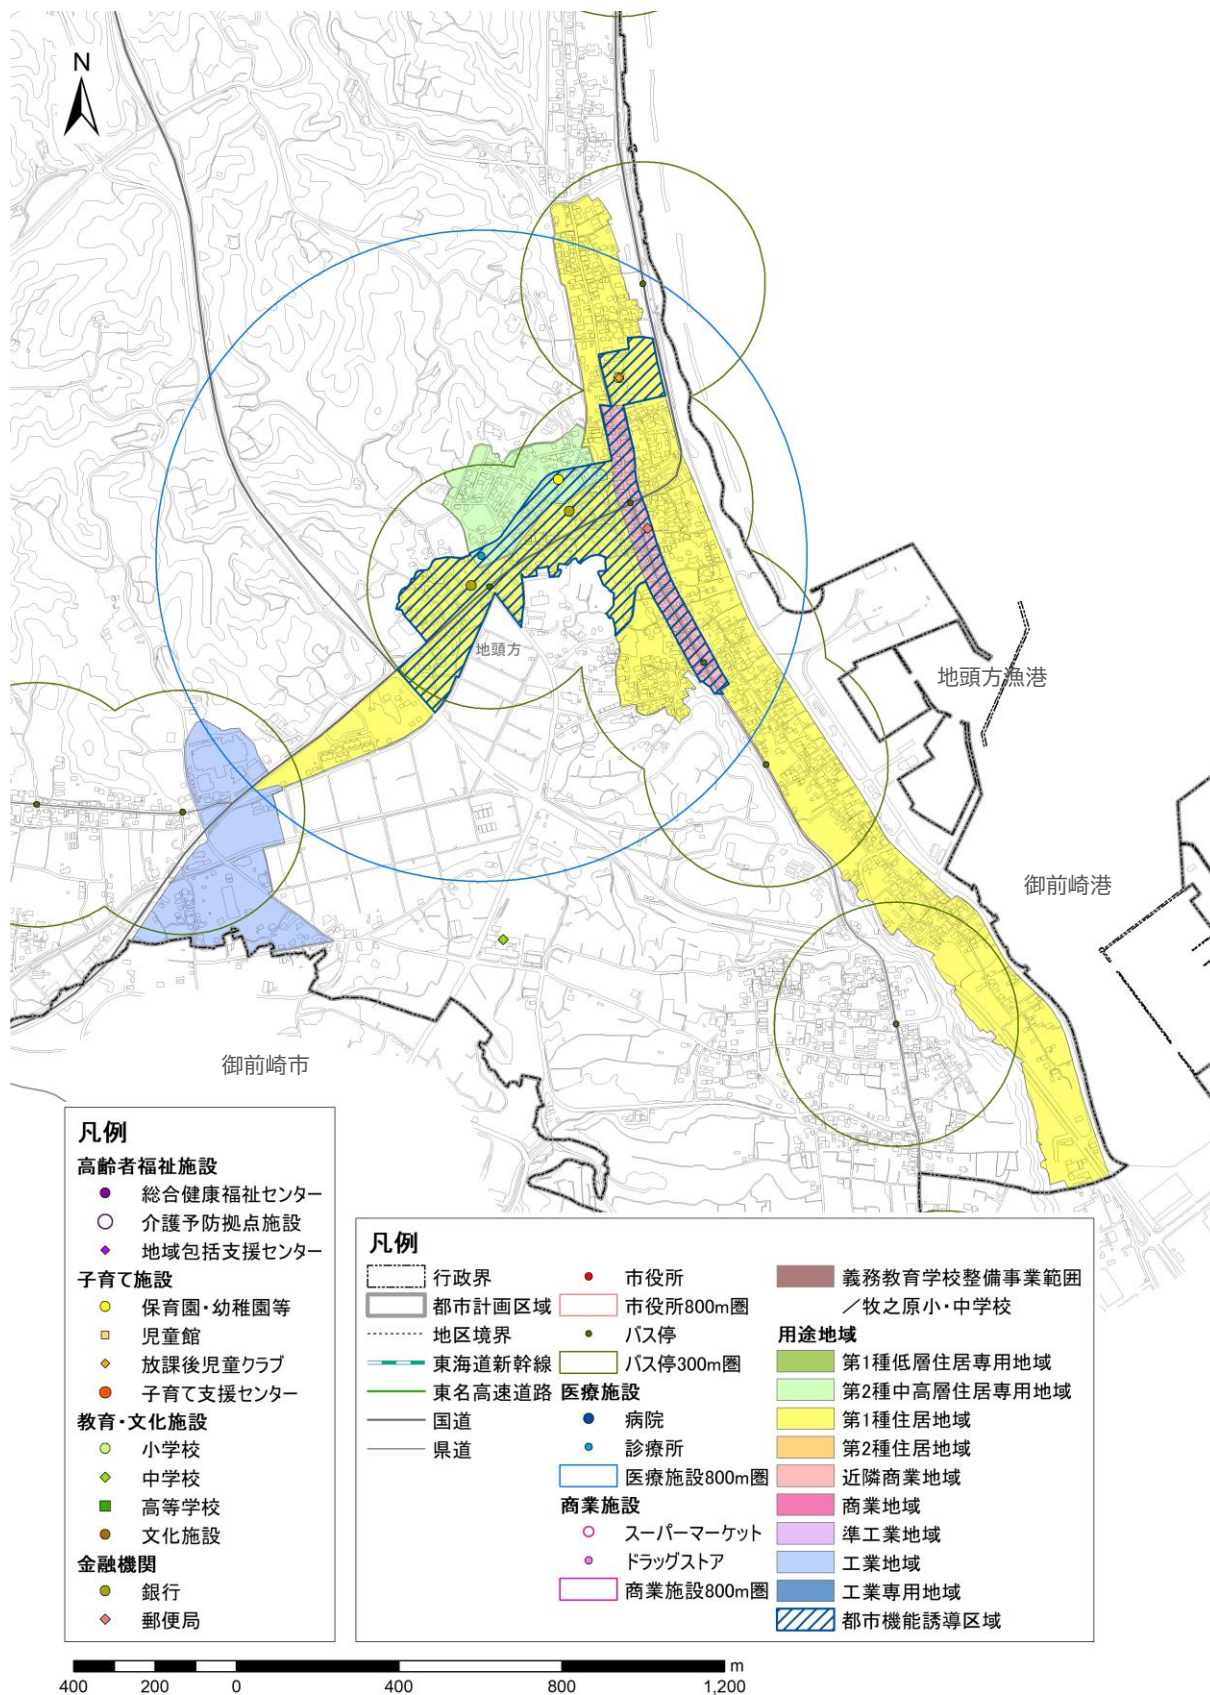 N
地頭方
地頭方漁港
御前崎港
御前崎市
凡例
高齢者福祉施設
総合健康福祉センター
介護予防拠点施設
地域包括支援センター
子育て施設
保育園・幼稚園等
児童館
放課後児童クラブ
子育て支援センター
教育・文化施設
小学校
中学校
高等学校
文化施設
金融機関
銀行
郵便局
凡例
行政界
都市計画区域
地区境界
東海道新幹線
東名高速道路
国道
県道
市役所
市役所800m圏
バス停
バス停300m圏
医療施設
病院
診療所
医療施設800m圏
商業施設
スーパーマーケット
ドラッグストア
商業施設800m圏
義務教育学校整備事業範囲
／牧之原小・中学校
用途地域
第1種低層住居専用地域
第2種中高層住居専用地域
第1種住居地域
第2種住居地域
近隣商業地域
商業地域
準工業地域
工業地域
工業専用地域
都市機能誘導区域
m
400 200 0 400 800 1,200